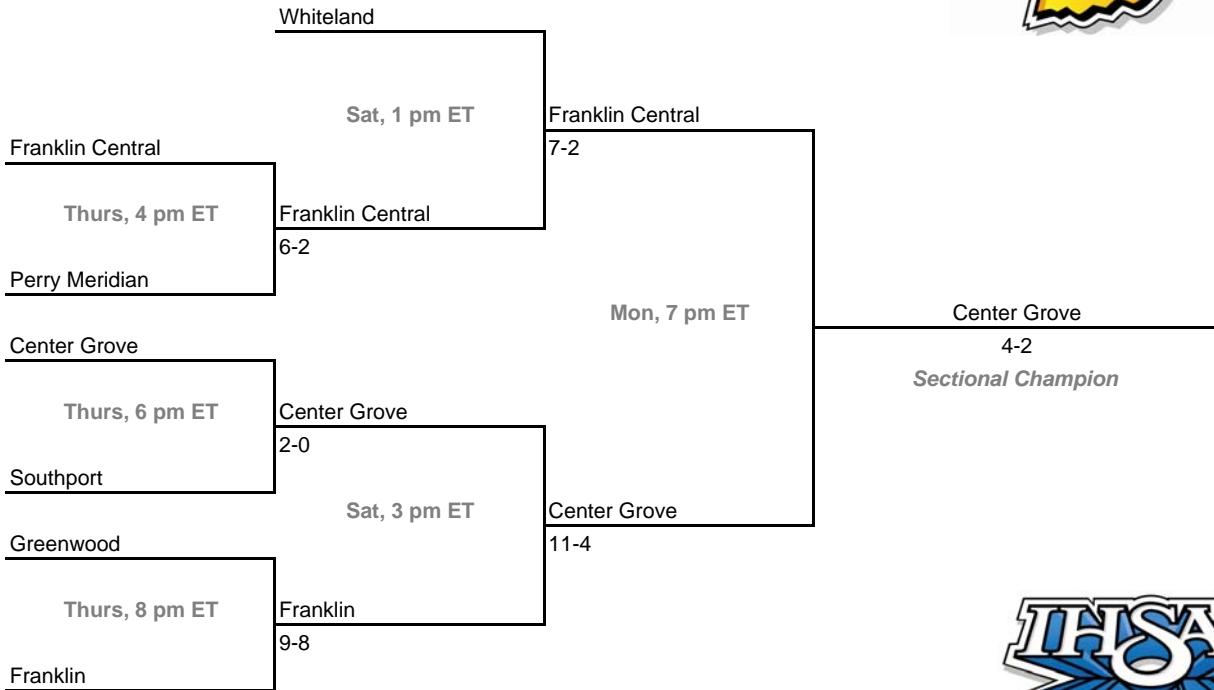 Whiteland
Sat, 1 pm ET
Franklin Central
Franklin Central
7-2
Thurs, 4 pm ET
Franklin Central
6-2
Perry Meridian
Mon, 7 pm ET
Center Grove
Center Grove
4-2
Sectional Champion
Thurs, 6 pm ET
Center Grove
2-0
Southport
Sat, 3 pm ET
Center Grove
Greenwood
11-4
Thurs, 8 pm ET
Franklin
9-8
Franklin
IHSA